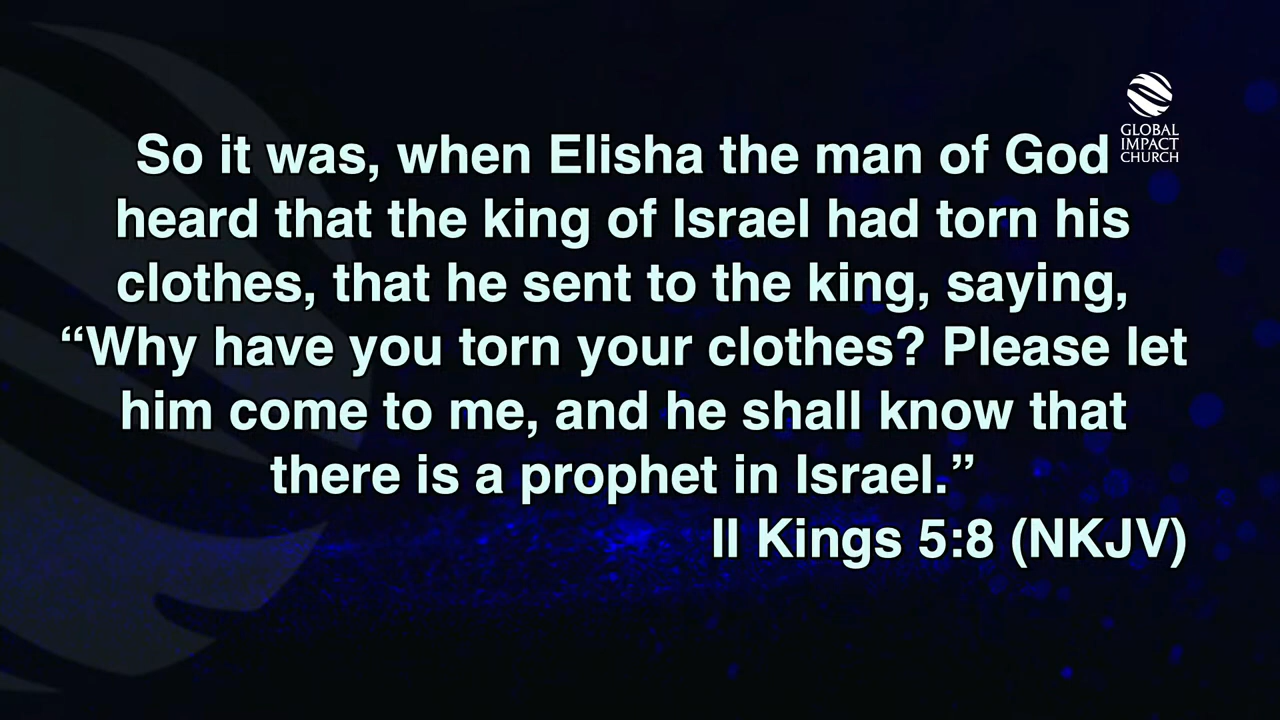 So it was, when Elisha the man of God
heard that the king of Israel had torn his
clothes, that he sent to the king, saying,
“Why have you torn your clothes? Please let
him come to me, and he shall know that
there is a prophet in Israel.”
II Kings 5:8 (NKJV)
GLOBAL
IMPACT
CHURCH